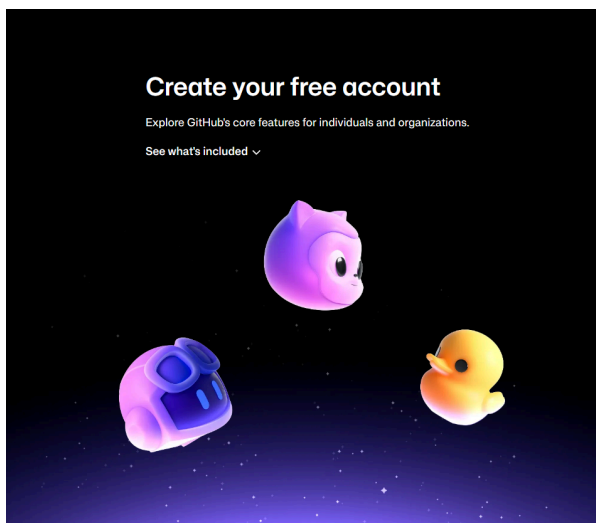 Create your free account
Explore GitHub's core features for individuals and organizations.
See what's included